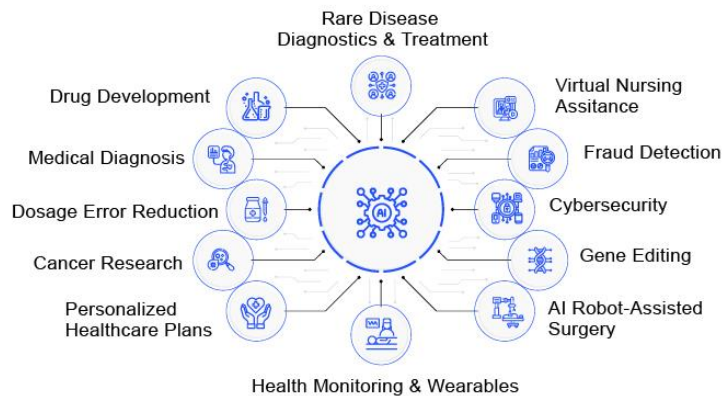 Rare Disease
Diagnostics & Treatment
Drug Development
Virtual Nursing
Assitance
Medical Diagnosis
Fraud Detection
Dosage Error Reduction
Cybersecurity
AI
Cancer Research
Gene Editing
Personalized
Healthcare Plans
AI Robot-Assisted
Surgery
Health Monitoring & Wearables